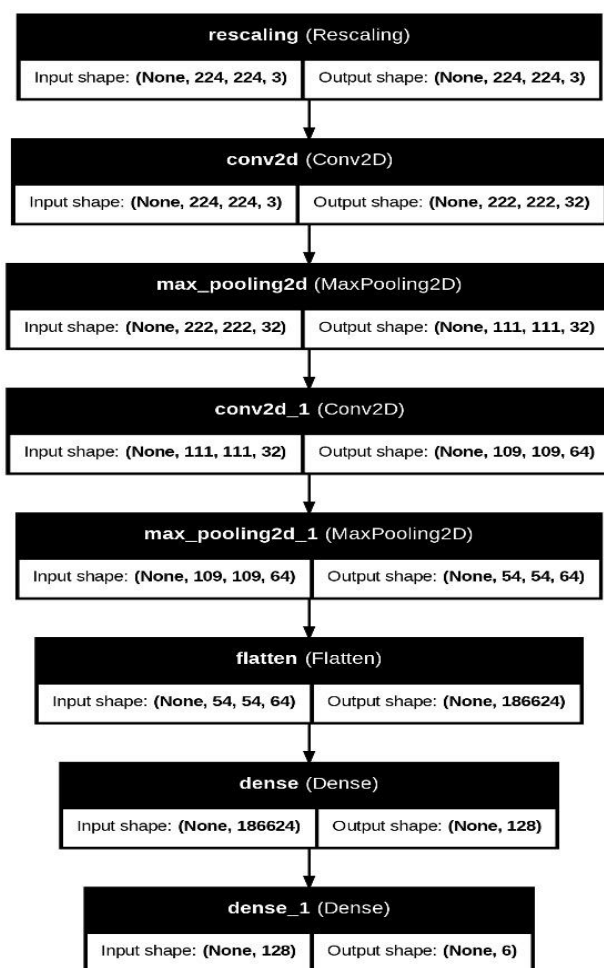 rescaling (Rescaling)
Input shape: (None, 224, 224, 3) Output shape: (None, 224, 224, 3)
conv2d (Conv2D)
Input shape: (None, 224, 224, 3) Output shape: (None, 222, 222, 32)
max_pooling2d (MaxPooling2D)
Input shape: (None, 222, 222, 32) Output shape: (None, 111, 111, 32)
conv2d_1 (Conv2D)
Input shape: (None, 111, 111, 32) Output shape: (None, 109, 109, 64)
max_pooling2d_1 (MaxPooling2D)
Input shape: (None, 109, 109, 64) Output shape: (None, 54, 54, 64)
flatten (Flatten)
Input shape: (None, 54, 54, 64) Output shape: (None, 186624)
dense (Dense)
Input shape: (None, 186624) Output shape: (None, 128)
dense_1 (Dense)
Input shape: (None, 128) Output shape: (None, 6)